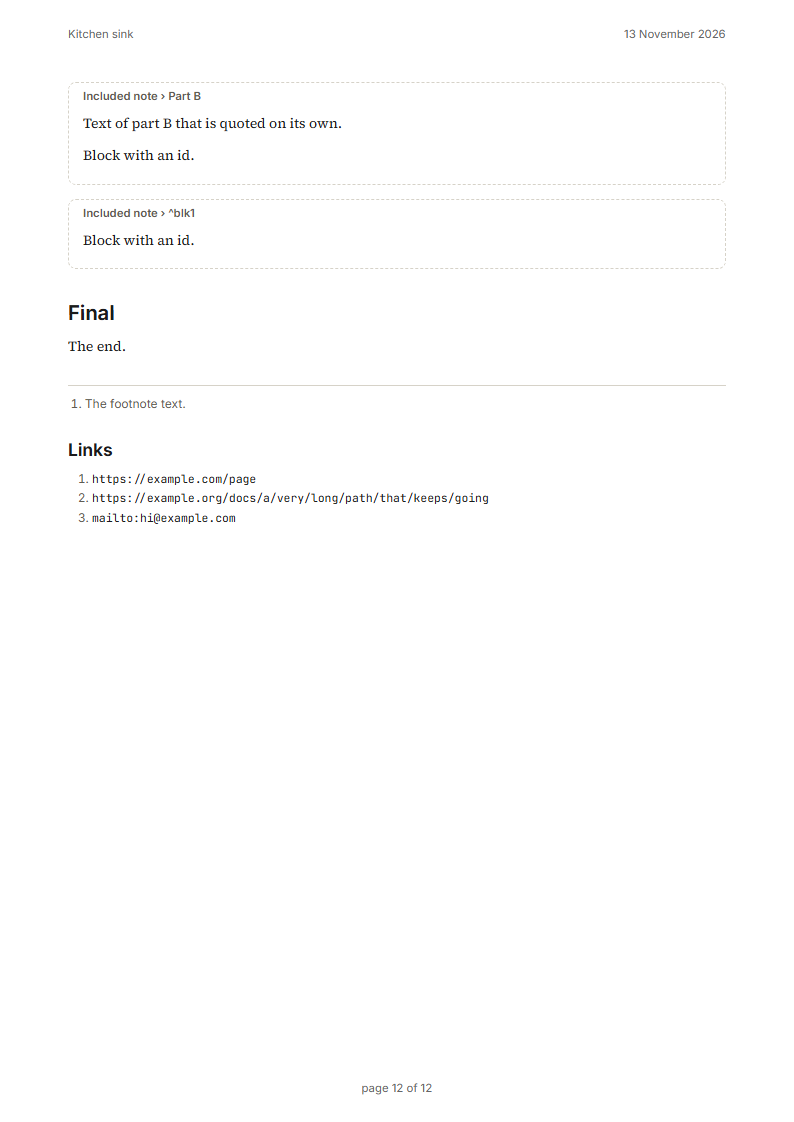 Kitchen sink
13 November 2026
Included note › Part B
Text of part B that is quoted on its own.
Block with an id.
Included note › ^blk1
Block with an id.
Final
The end.
1. The footnote text.
Links
1. https://example.com/page
2. https://example.org/docs/a/very/long/path/that/keeps/going
3. mailto:hi@example.com
page 12 of 12